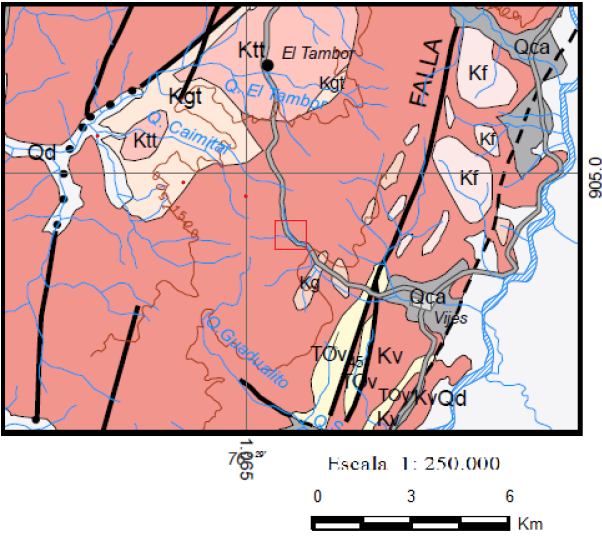 Ktt
El Tambor
Qca
FALLA
Kf
Kgt
Kgt
Q. El Tambor
Q. Caimital
Ktt
Kf
Qd
Kf
905.0
1500
Kg
Qca
Vijes
Q. Guadualito
TOv
45
Kv
TOv
TOv
Kv
Qd
Kv
Q. S
1.065
Escala 1: 250.000
0 3 6
Km